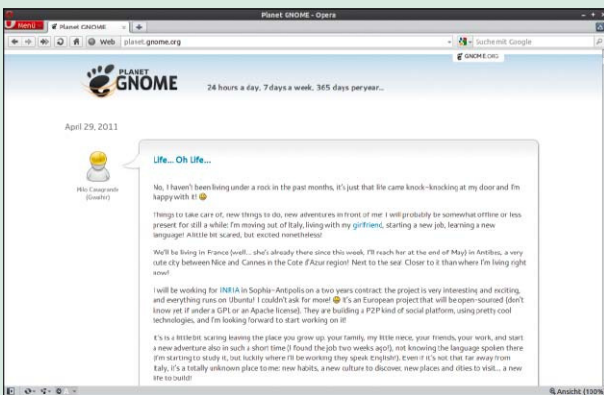 Planet GNOME - Opera
Menü
Planet GNOME
Web planet.gnome.org
Suche mit Google
GNOME.ORG
PLANET
GNOME
24 hours a day, 7 days a week, 365 days per year...
April 29, 2011
Milo Casagrande
(Gwaihir)
Life... Oh Life...
No, I haven't been living under a rock in the past months, it's just that life came knock-knocking at my door and I'm
happy with it!
Things to take care of, new things to do, new adventures in front of me! I will probably be somewhat offline or less
present for still a while: I'm moving out of Italy, living with my girlfriend, starting a new job, learning a new
language! A little bit scared, but excited nonetheless!
We'll be living in France (well... she's already there since this week, I'll reach her at the end of May) in Antibes, a very
cute city between Nice and Cannes in the Cote d'Azur region! Next to the sea! Closer to it than where I'm living right
now!
I will be working for INRIA in Sophia-Antipolis on a two years contract: the project is very interesting and exciting,
and everything runs on Ubuntu! I couldn't ask for more! It's an European project that will be open-sourced (don't
know yet if under a GPL or an Apache license). They are building a P2P kind of social platform, using pretty cool
technologies, and I'm looking forward to start working on it!
It's is a little bit scaring leaving the place you grow up, your family, my little niece, your friends, your work, and start
a new adventure also in such a short time (I found the job two weeks ago!), not knowing the language spoken there
(I'm starting to study it, but luckily where I'll be working they speak English!). Even if it's not that far away from
Italy, it's a totally unknown place to me: new habits, a new culture to discover, new places and cities to visit... a new
life to build!
Ansicht (100%